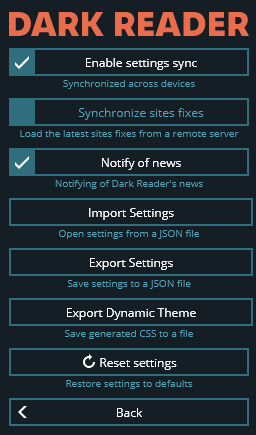 DARK READER
Enable settings sync
Synchronized across devices
Synchronize sites fixes
Load the latest sites fixes from a remote server
Notify of news
Notifying of Dark Reader's news
Import Settings
Open settings from a JSON file
Export Settings
Save settings to a JSON file
Export Dynamic Theme
Save generated CSS to a file
Reset settings
Restore settings to defaults
Back